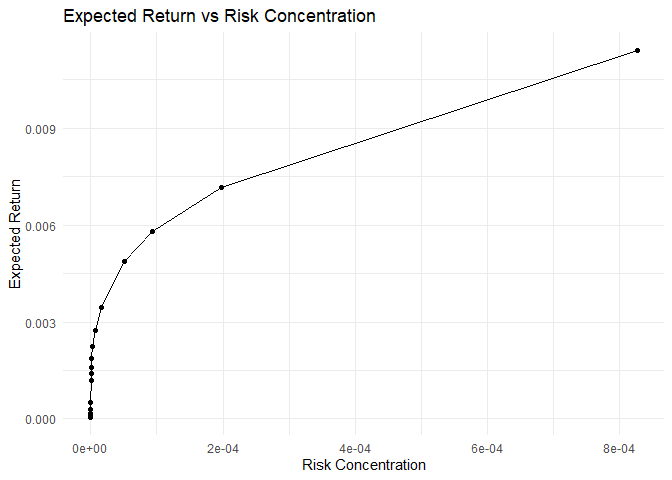 Expected Return vs Risk Concentration
Expected Return
0.009
0.006
0.003
0.000
0e+00 2e-04 4e-04 6e-04 8e-04
Risk Concentration